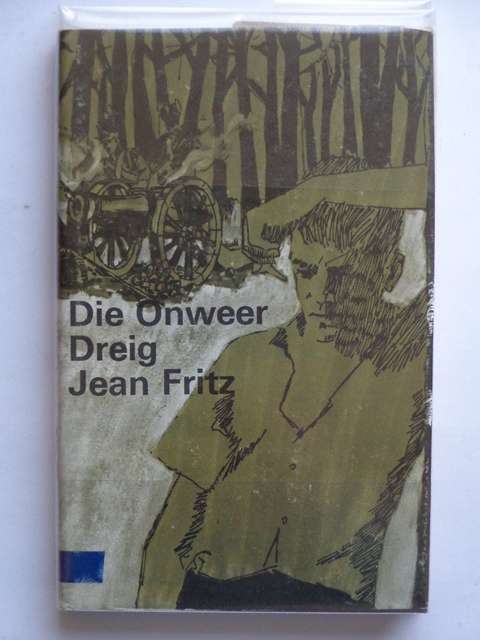 Die Onweer
Dreig
Jean Fritz